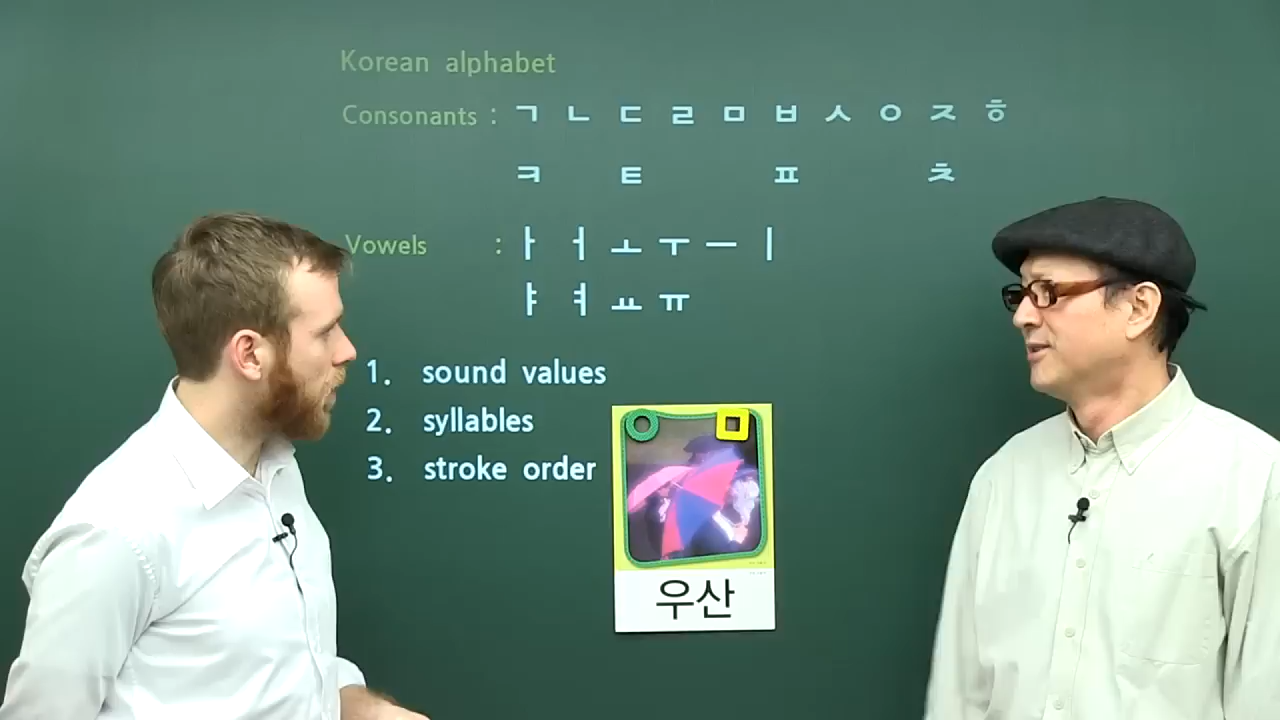 Korean alphabet
Consonants : ㄱ ㄴ ㄷ ㄹ ㅁ ㅂ ㅅ ㅇ ㅈ ㅎ
ㅋ ㅌ ㅍ ㅊ
Vowels : ㅏ ㅓ ㅗ ㅜ ㅡ ㅣ
ㅑ ㅕ ㅛ ㅠ
1. sound values
2. syllables
3. stroke order
우산